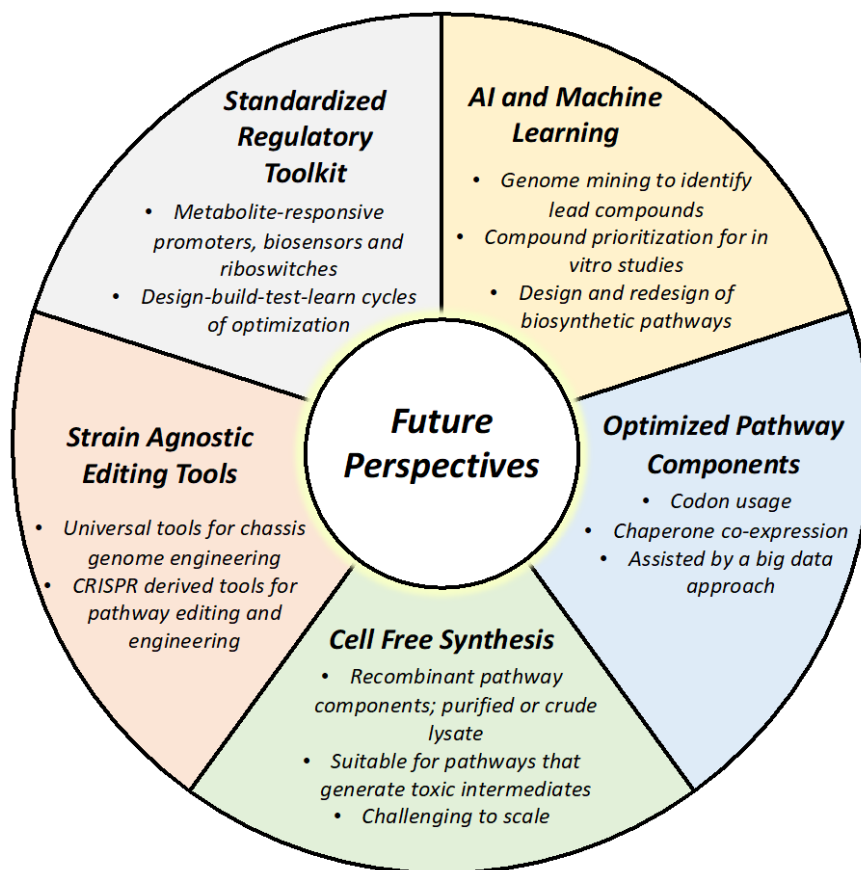 Future
Perspectives
AI and Machine
Learning
• Genome mining to identify
lead compounds
• Compound prioritization for in
vitro studies
• Design and redesign of
biosynthetic pathways
Optimized Pathway
Components
• Codon usage
• Chaperone co-expression
• Assisted by a big data
approach
Cell Free Synthesis
• Recombinant pathway
components; purified or crude
lysate
• Suitable for pathways that
generate toxic intermediates
• Challenging to scale
Strain Agnostic
Editing Tools
• Universal tools for chassis
genome engineering
• CRISPR derived tools for
pathway editing and
engineering
Standardized
Regulatory
Toolkit
• Metabolite-responsive
promoters, biosensors and
riboswitches
• Design-build-test-learn cycles
of optimization